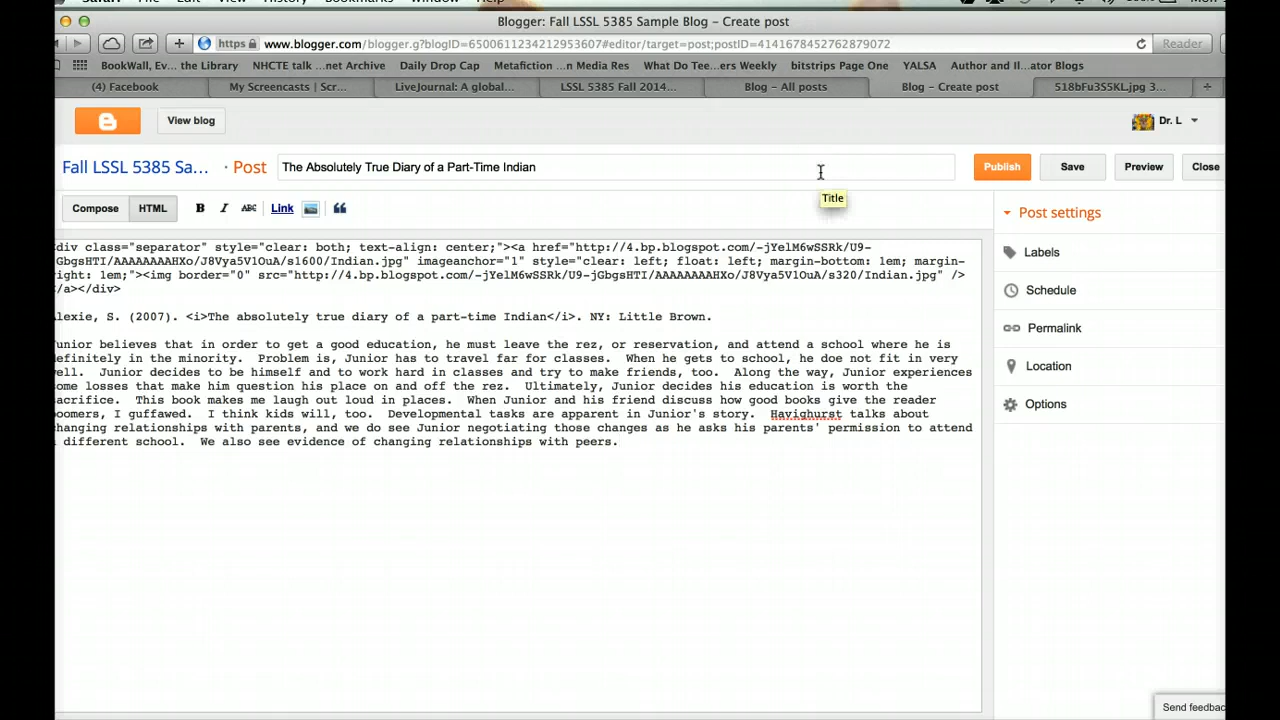 Safari File Edit View History Bookmarks Window Help
Blogger: Fall LSSL 5385 Sample Blog – Create post
https www.blogger.com/blogger.g?blogID=6500611234212953607#editor/target=post;postID=4141678452762879072 Reader
BookWall, Ev... the Library NHCTE talk ...net Archive Daily Drop Cap Metafiction ...n Media Res What Do Tee...ers Weekly bitstrips Page One YALSA Author and Il...ator Blogs
(4) Facebook My Screencasts | Scr... LiveJournal: A global... LSSL 5385 Fall 2014... Blog – All posts Blog – Create post 518bFu3S5KL.jpg 3... +
View blog Dr. L
Fall LSSL 5385 Sa... · Post The Absolutely True Diary of a Part-Time Indian Publish Save Preview Close
Title
Compose HTML B I ABC Link
Post settings
Labels
Schedule
Permalink
Location
Options
div class="separator" style="clear: both; text-align: center;"><a href="http://4.bp.blogspot.com/-jYelM6wSSRk/U9-
GbgsHTI/AAAAAAAAHXo/J8Vya5V1OuA/s1600/Indian.jpg" imageanchor="1" style="clear: left; float: left; margin-bottom: 1em; margin-
right: 1em;"><img border="0" src="http://4.bp.blogspot.com/-jYelM6wSSRk/U9-jGbgsHTI/AAAAAAAAHXo/J8Vya5V1OuA/s320/Indian.jpg" />
/a></div>
lexie, S. (2007). <i>The absolutely true diary of a part-time Indian</i>. NY: Little Brown.
unior believes that in order to get a good education, he must leave the rez, or reservation, and attend a school where he is
efinitely in the minority. Problem is, Junior has to travel far for classes. When he gets to school, he doe not fit in very
ell. Junior decides to be himself and to work hard in classes and try to make friends, too. Along the way, Junior experiences
ome losses that make him question his place on and off the rez. Ultimately, Junior decides his education is worth the
acrifice. This book makes me laugh out loud in places. When Junior and his friend discuss how good books give the reader
oomers, I guffawed. I think kids will, too. Developmental tasks are apparent in Junior's story. Havighurst talks about
hanging relationships with parents, and we do see Junior negotiating those changes as he asks his parents' permission to attend
different school. We also see evidence of changing relationships with peers.
Send feedbac